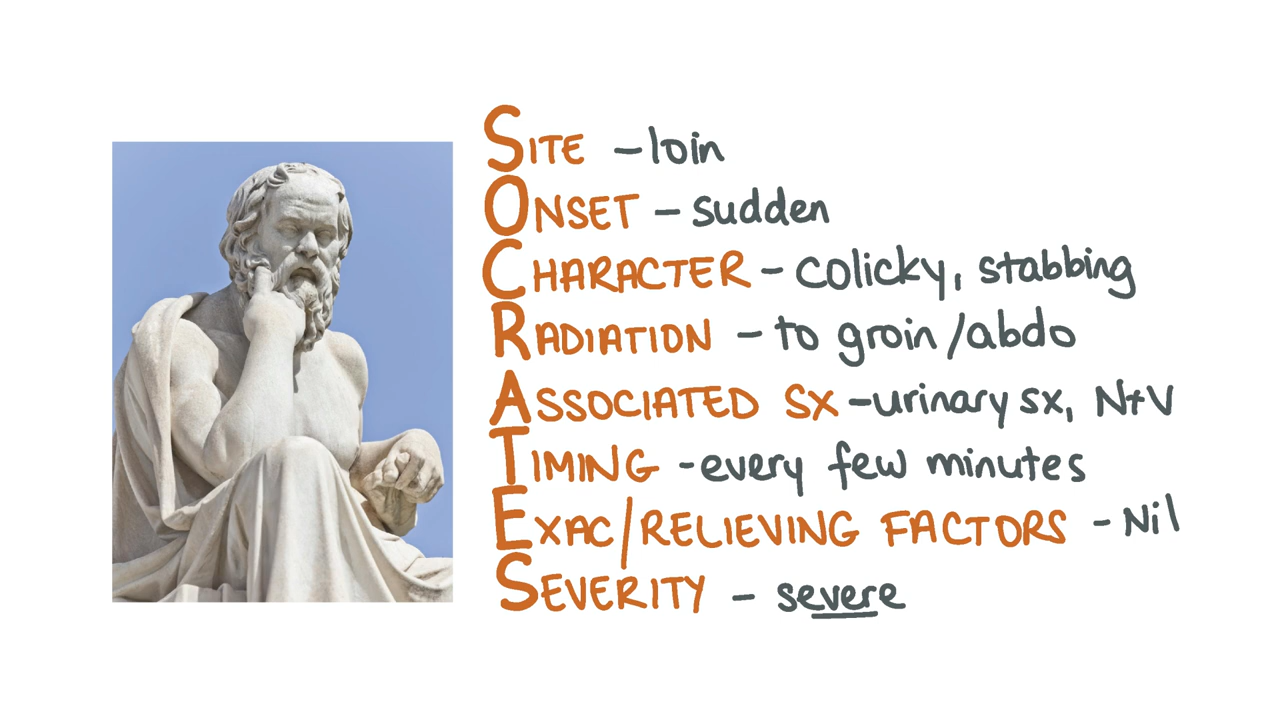 SITE – loin
ONSET – sudden
CHARACTER – colicky, stabbing
RADIATION – to groin/abdo
ASSOCIATED SX – urinary sx, N+V
TIMING - every few minutes
EXAC/RELIEVING FACTORS - Nil
SEVERITY – severe